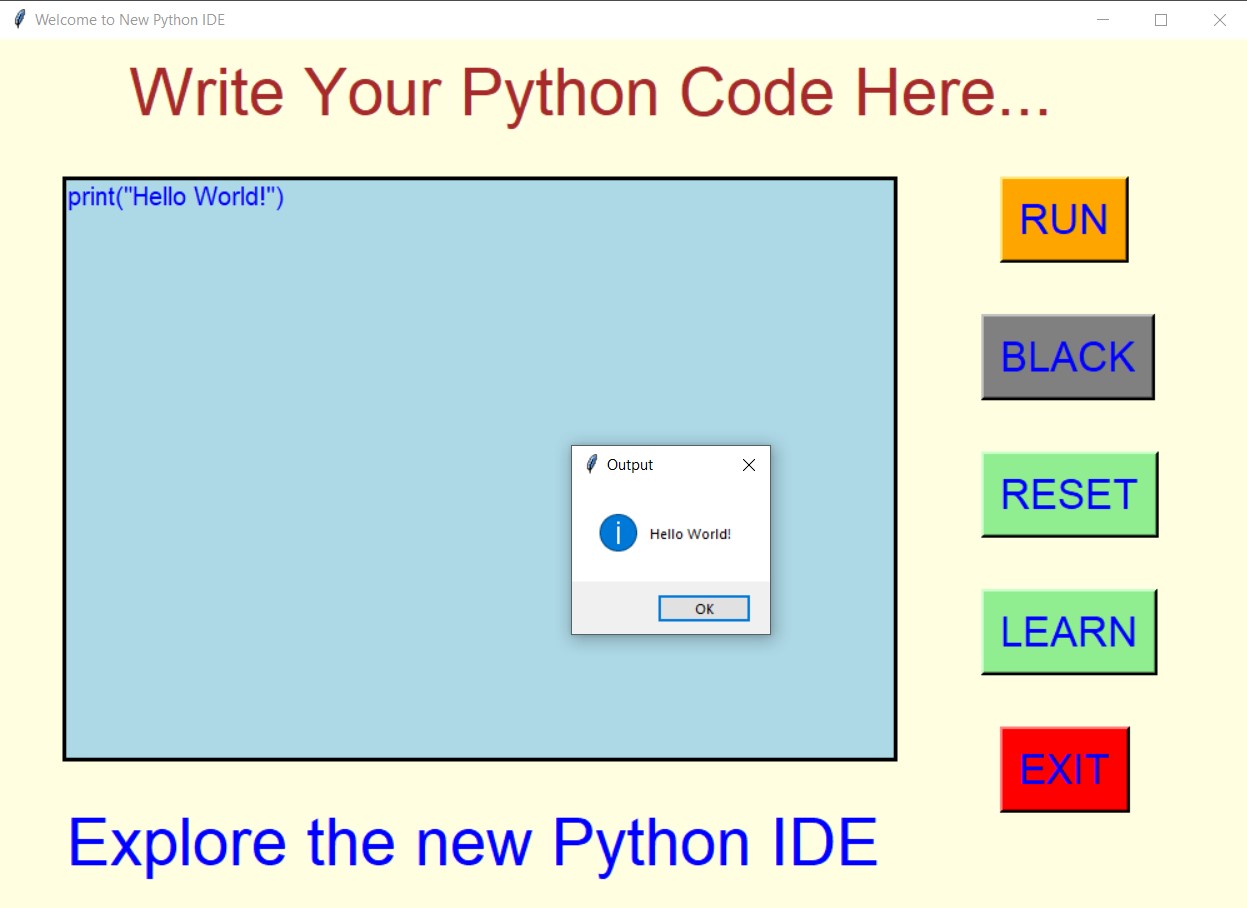 Welcome to New Python IDE
Write Your Python Code Here...
print("Hello World!")
RUN
BLACK
Output
Hello World!
OK
RESET
LEARN
EXIT
Explore the new Python IDE